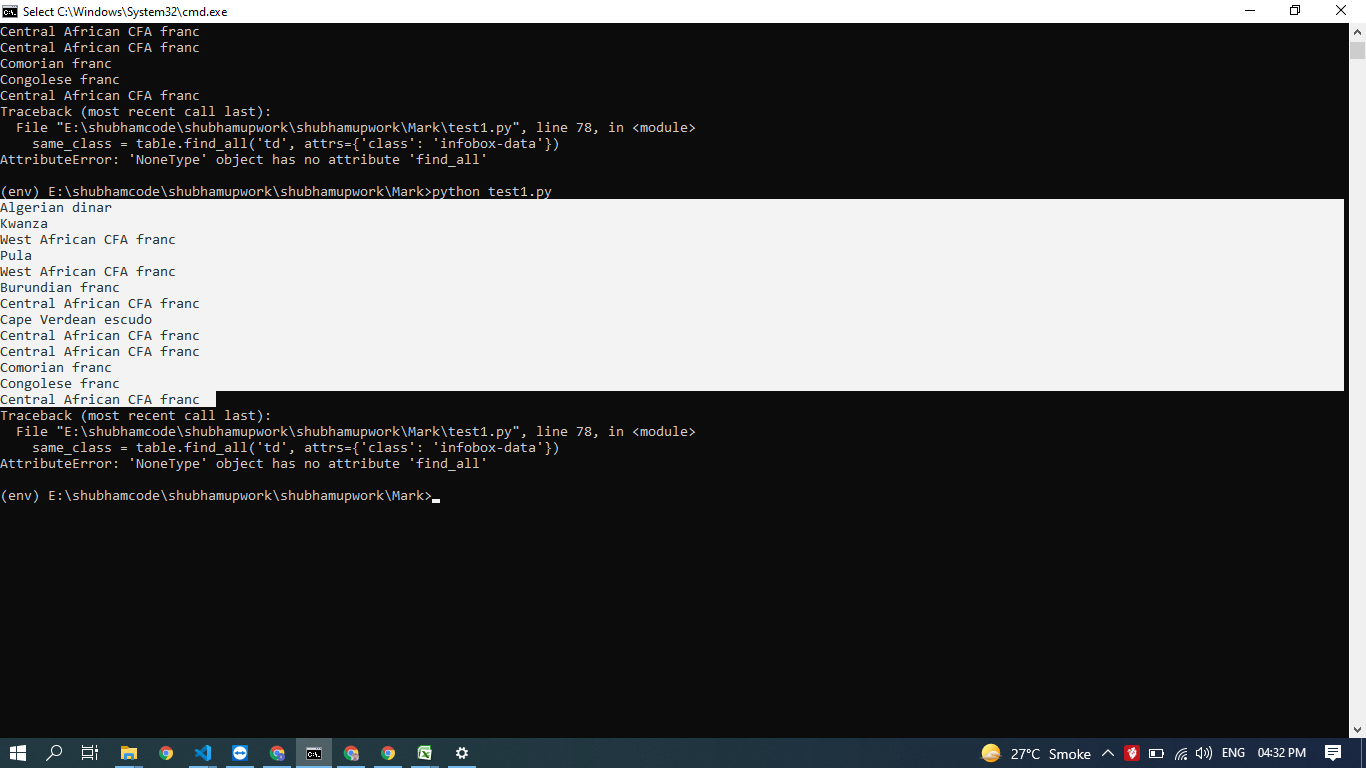 Select C:\Windows\System32\cmd.exe
Central African CFA franc
Central African CFA franc
Comorian franc
Congolese franc
Central African CFA franc
Traceback (most recent call last):
  File "E:\shubhamcode\shubhamupwork\shubhamupwork\Mark\test1.py", line 78, in <module>
    same_class = table.find_all('td', attrs={'class': 'infobox-data'})
AttributeError: 'NoneType' object has no attribute 'find_all'
(env) E:\shubhamcode\shubhamupwork\shubhamupwork\Mark>python test1.py
Algerian dinar
Kwanza
West African CFA franc
Pula
West African CFA franc
Burundian franc
Central African CFA franc
Cape Verdean escudo
Central African CFA franc
Central African CFA franc
Comorian franc
Congolese franc
Central African CFA franc
Traceback (most recent call last):
  File "E:\shubhamcode\shubhamupwork\shubhamupwork\Mark\test1.py", line 78, in <module>
    same_class = table.find_all('td', attrs={'class': 'infobox-data'})
AttributeError: 'NoneType' object has no attribute 'find_all'
(env) E:\shubhamcode\shubhamupwork\shubhamupwork\Mark>
27°C Smoke ENG 04:32 PM